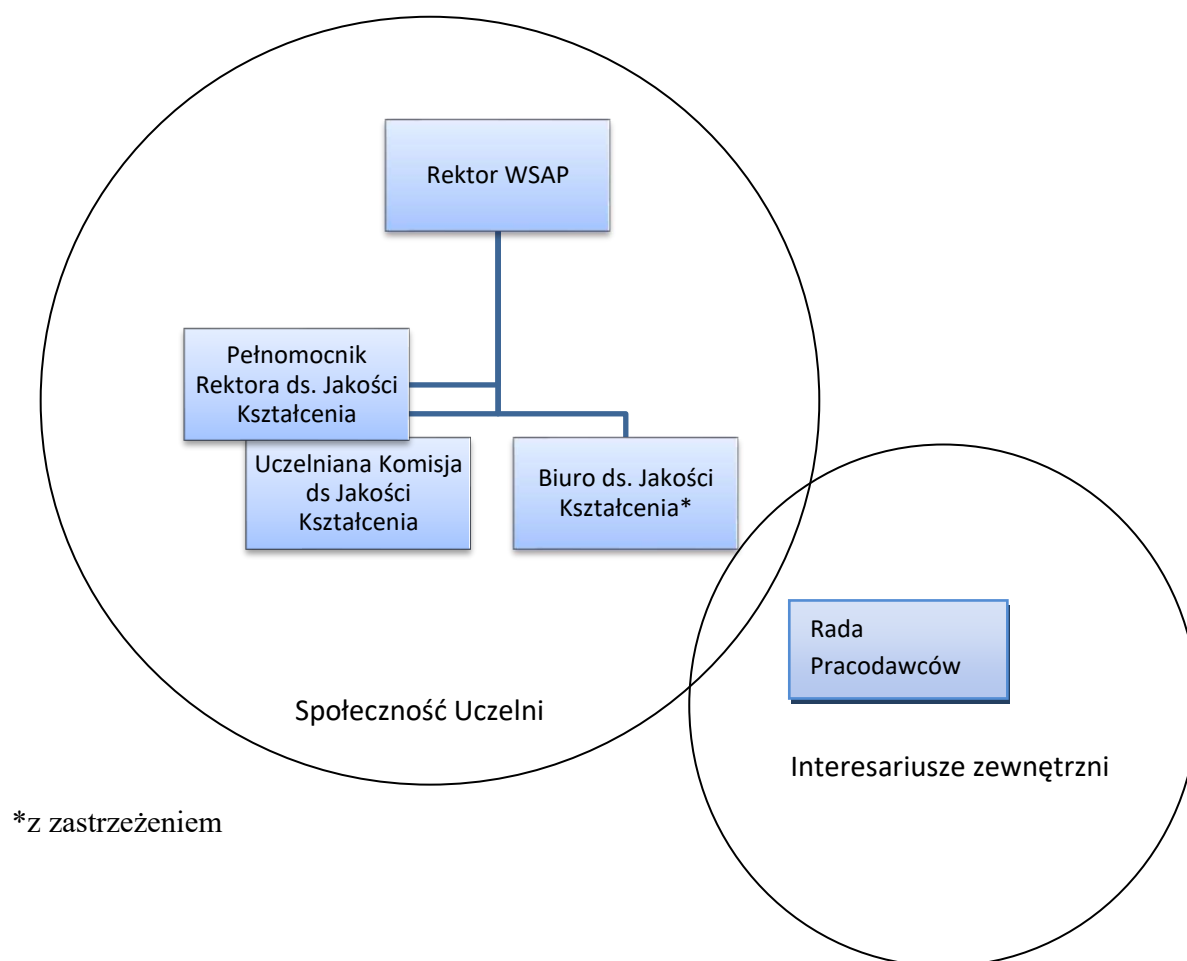 Rektor WSAP
Pełnomocnik
Rektora ds. Jakości
Kształcenia
Uczelniana Komisja
ds Jakości
Kształcenia
Biuro ds. Jakości
Kształcenia*
Rada
Pracodawców
Społeczność Uczelni
Interesariusze zewnętrzni
*z zastrzeżeniem